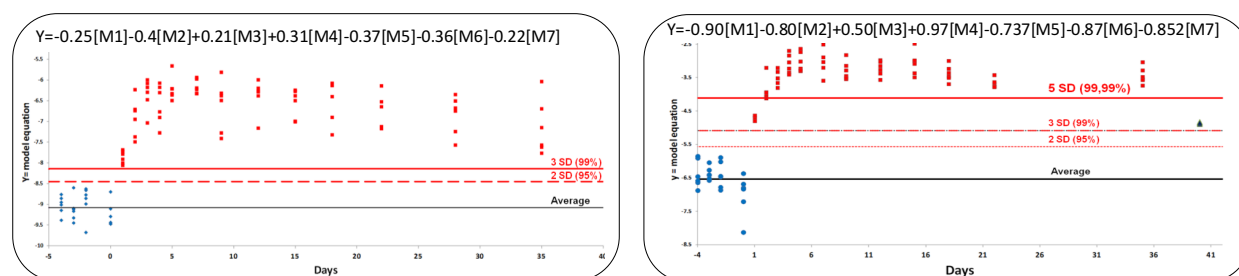 Y=-0.25[M1]-0.4[M2]+0.21[M3]+0.31[M4]-0.37[M5]-0.36[M6]-0.22[M7]
-5.5
-6
-6.5
-7
-7.5
-8
-8.5
-9
-9.5
-10
Y= model equation
3 SD (99%)
2 SD (95%)
Average
-5 0 5 10 15 20 25 30 35 40
Days
Y=-0.90[M1]-0.80[M2]+0.50[M3]+0.97[M4]-0.737[M5]-0.87[M6]-0.852[M7]
-2.5
-3.5
-4.5
-5.5
-6.5
-7.5
-8.5
y = model equation
5 SD (99,99%)
3 SD (99%)
2 SD (95%)
Average
-4 1 6 11 16 21 26 31 36 41
Days